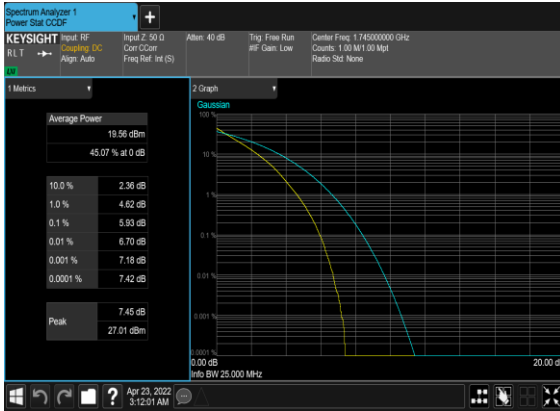 Spectrum Analyzer 1
Power Stat CCDF
+
KEYSIGHT
RLT
Input: RF
Coupling: DC
Align: Auto
Input Z: 50 Ω
Corr CCorr
Freq Ref: Int (S)
Atten: 40 dB
Trig: Free Run
#IF Gain: Low
Center Freq: 1.745000000 GHz
Counts: 1.00 M/1.00 Mpt
Radio Std: None
1 Metrics
Average Power
19.56 dBm
45.07 % at 0 dB
10.0 % 2.36 dB
1.0 % 4.62 dB
0.1 % 5.93 dB
0.01 % 6.70 dB
0.001 % 7.18 dB
0.0001 % 7.42 dB
Peak
7.45 dB
27.01 dBm
2 Graph
Gaussian
100 %
10 %
1 %
0.1 %
0.01 %
0.001 %
0.0001 %
0.00 dB
20.00 d
Info BW 25.000 MHz
?
Apr 23, 2022
3:12:01 AM